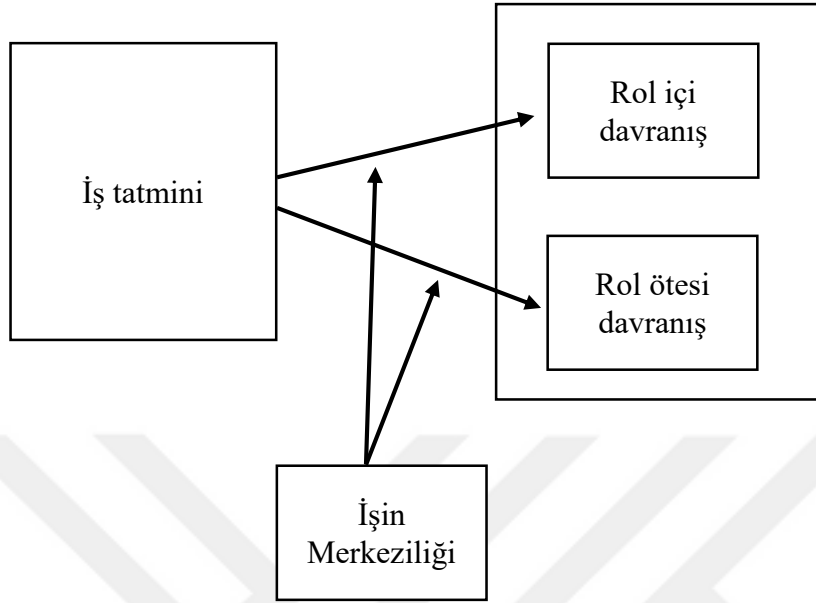 Rol içi
davranış
İş tatmini
Rol ötesi
davranış
İşin
Merkeziliği